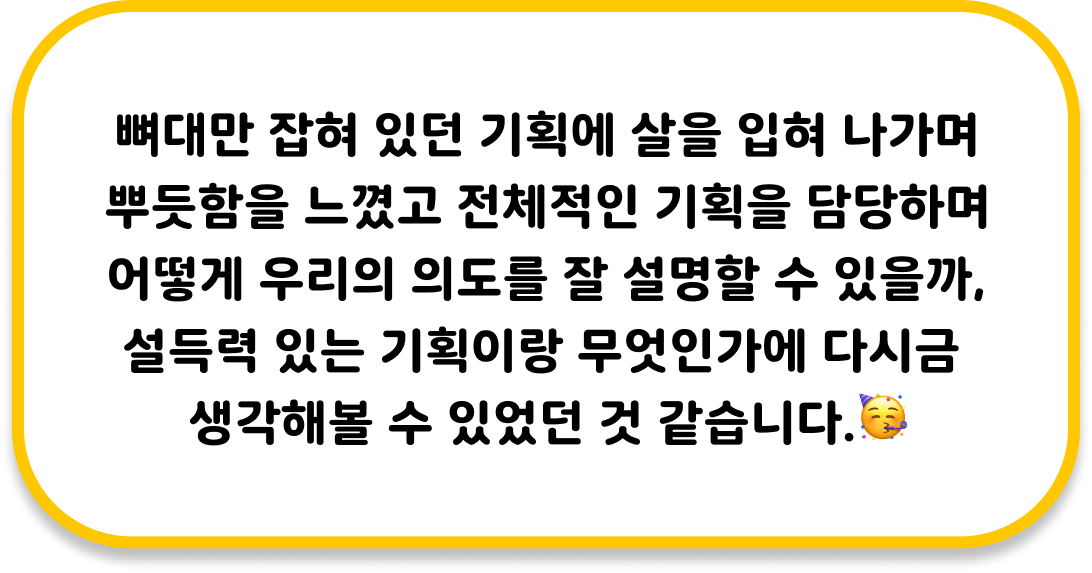 뼈대만 잡혀 있던 기획에 살을 입혀 나가며
뿌듯함을 느꼈고 전체적인 기획을 담당하며
어떻게 우리의 의도를 잘 설명할 수 있을까,
설득력 있는 기획이랑 무엇인가에 다시금
생각해볼 수 있었던 것 같습니다.🥳